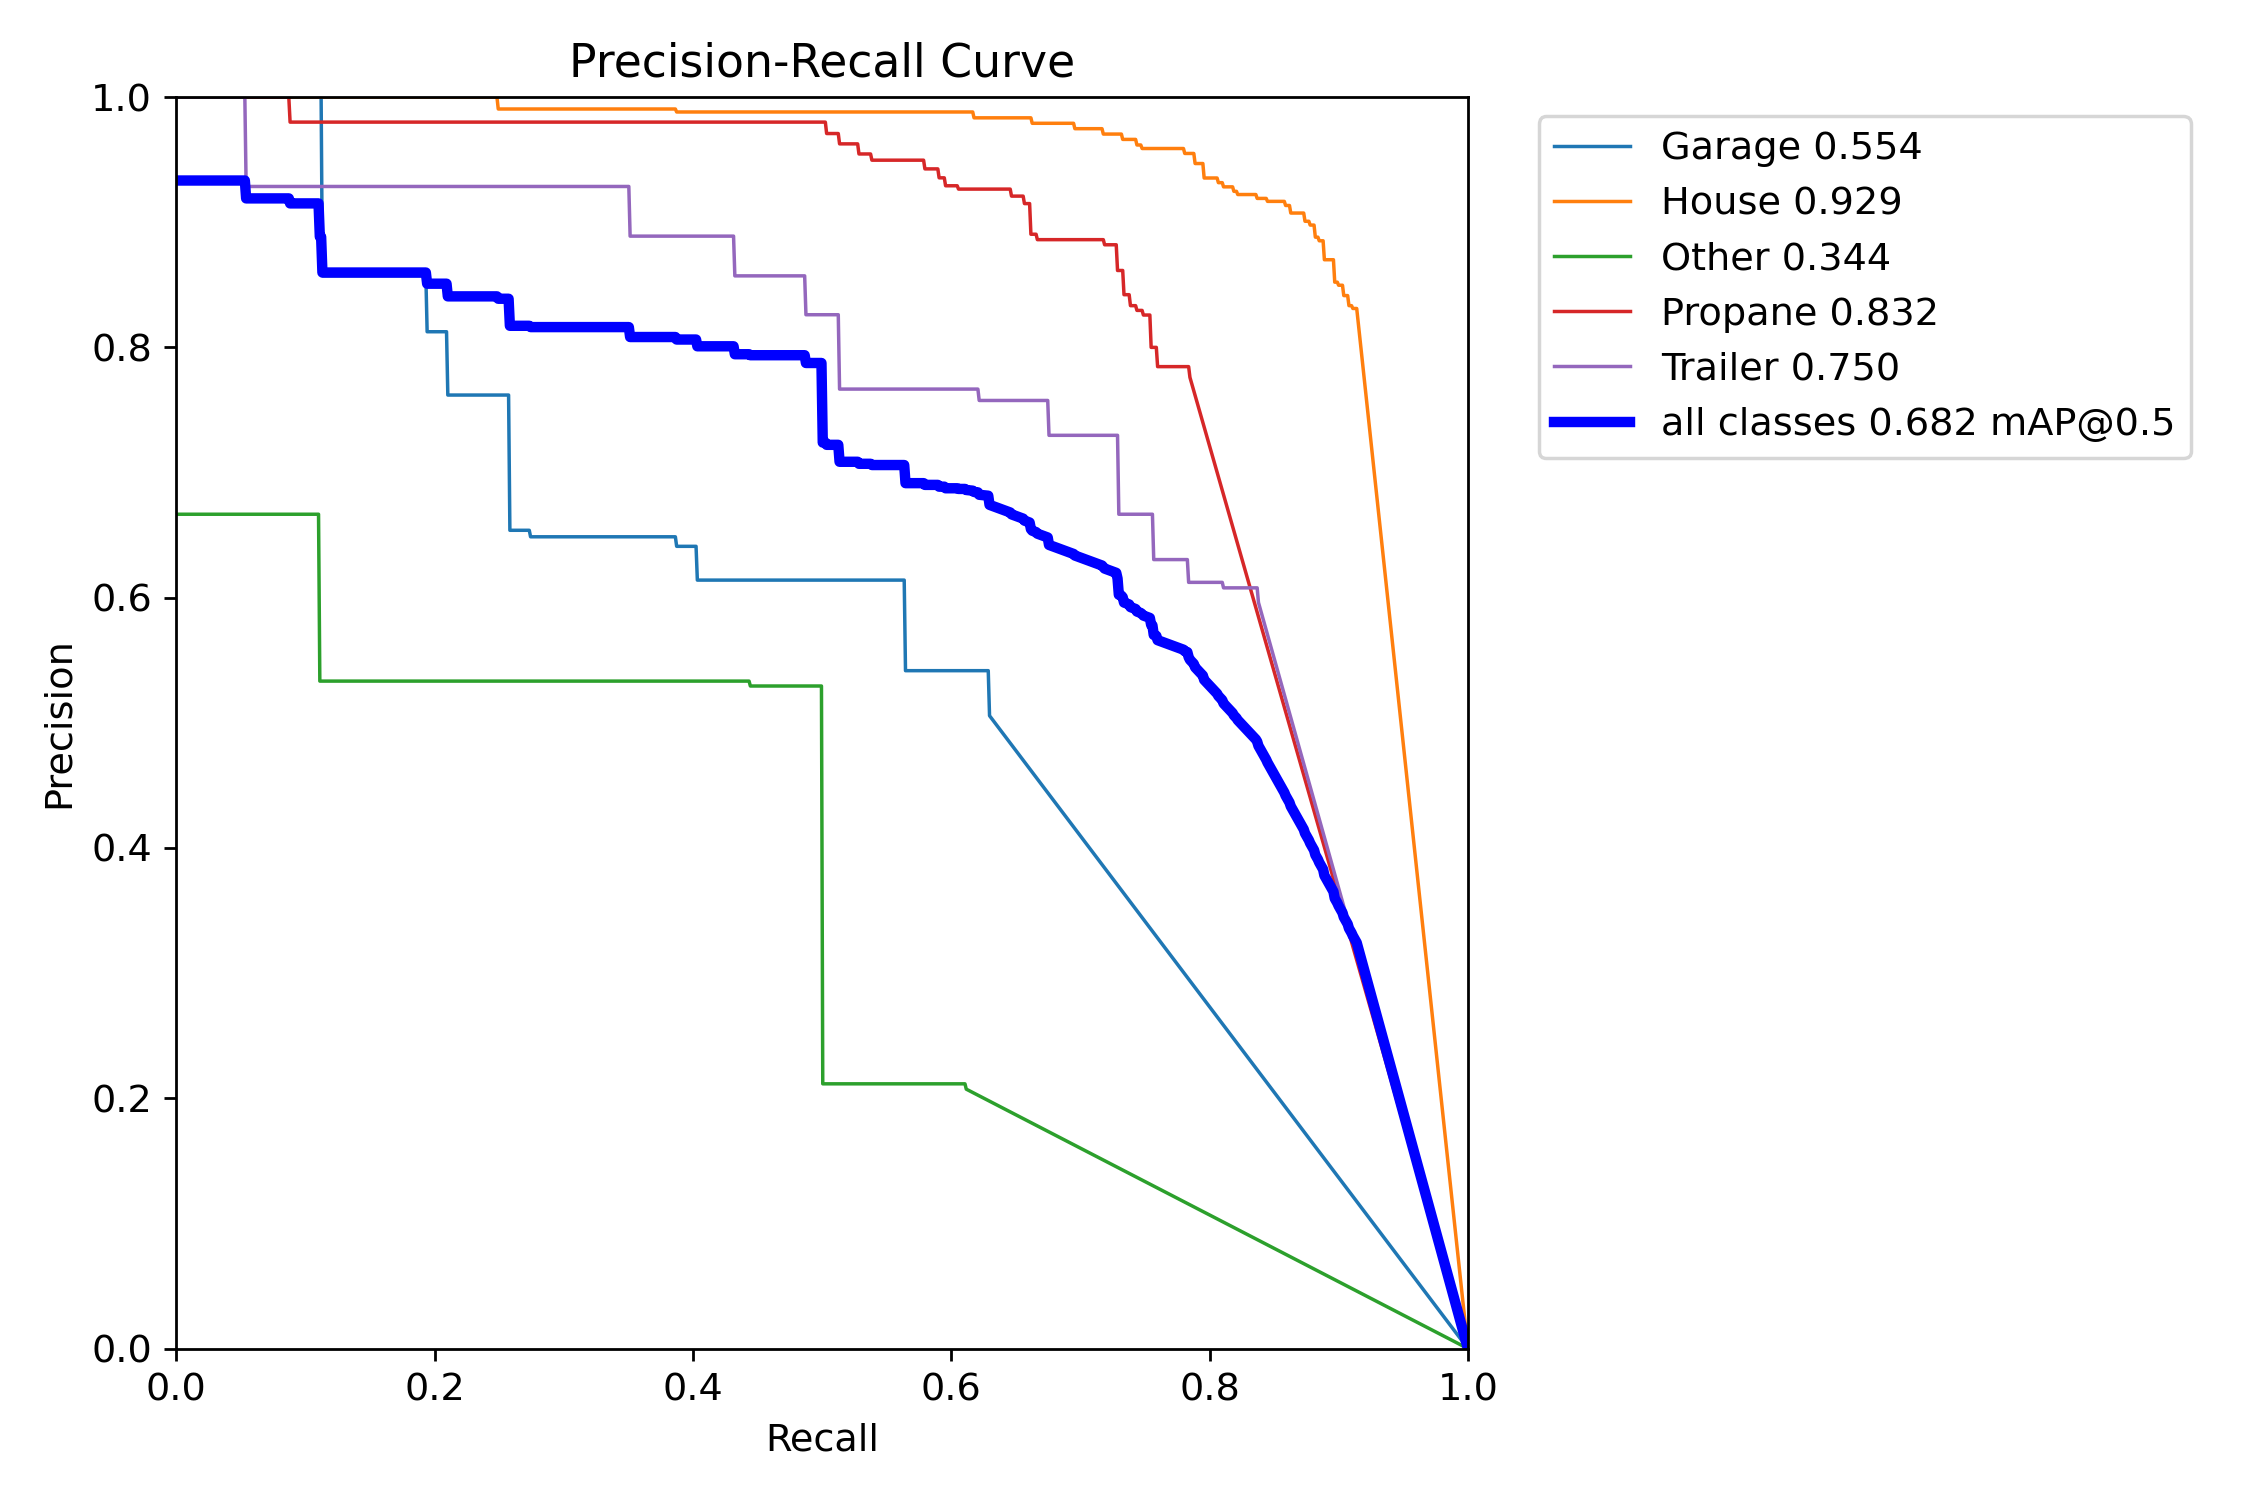 Precision-Recall Curve
1.0
0.8
0.6
0.4
0.2
0.0
Precision
0.0 0.2 0.4 0.6 0.8 1.0
Recall
Garage 0.554
House 0.929
Other 0.344
Propane 0.832
Trailer 0.750
all classes 0.682 mAP@0.5